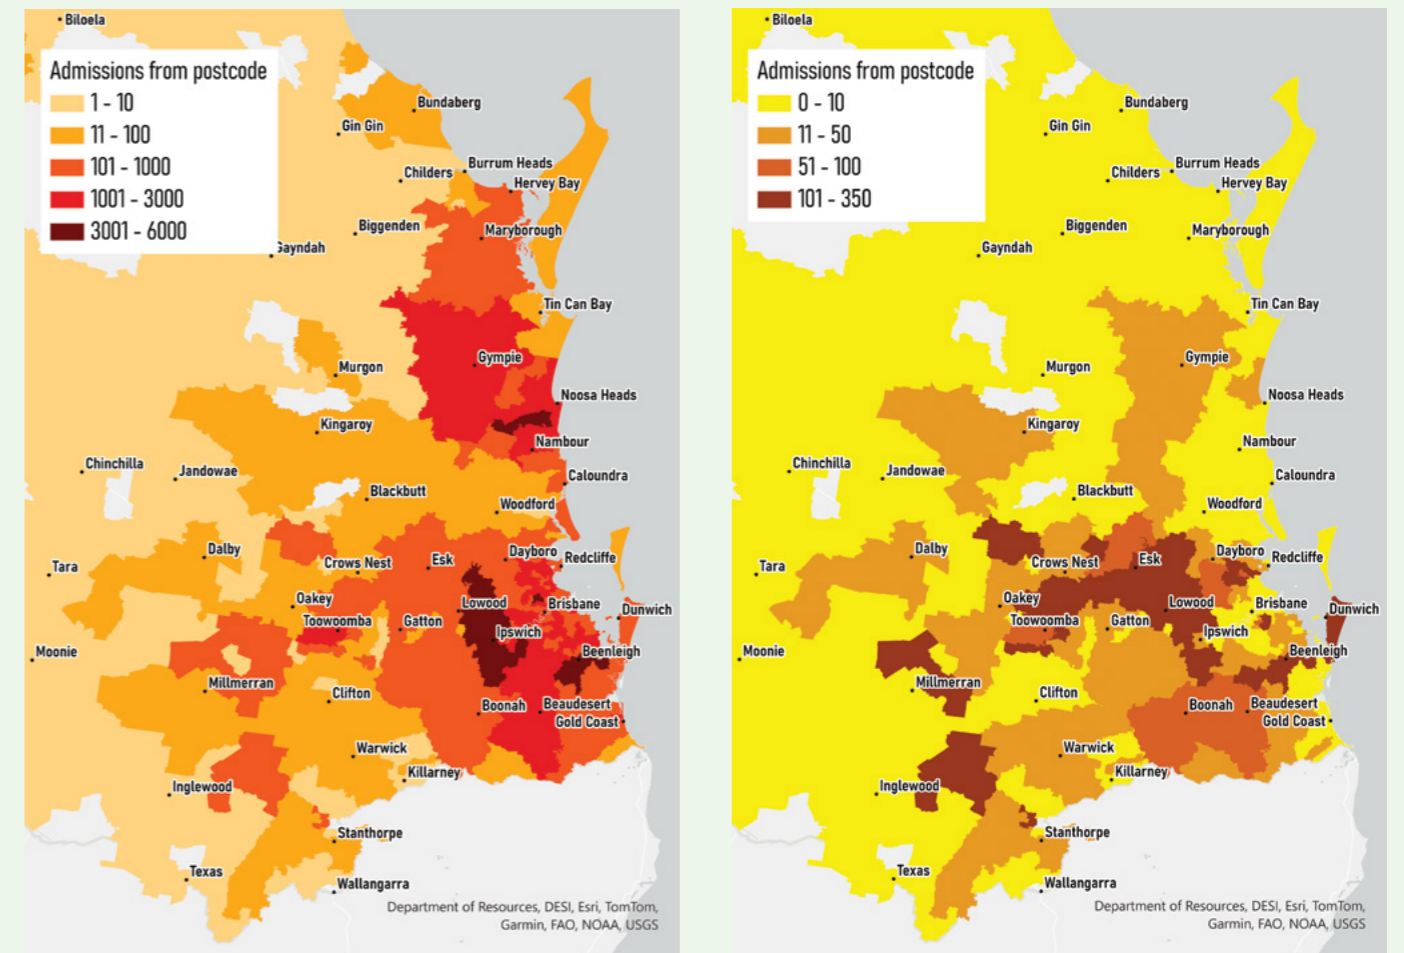 Biloela
Admissions from postcode
1 - 10
11 - 100
101 - 1000
1001 - 3000
3001 - 6000
Bundaberg
Gin Gin
Burrum Heads
Childers
Hervey Bay
Biggenden
Maryborough
Gayndah
Tin Can Bay
Gympie
Murgon
Noosa Heads
Kingaroy
Nambour
Chinchilla
Jandowae
Caloundra
Blackbutt
Woodford
Dalby
Dayboro
Redcliffe
Esk
Crows Nest
Tara
Oakey
Lowood
Brisbane
Dunwich
Toowoomba
Gatton
Ipswich
Moonie
Beenleigh
Millmerran
Clifton
Boonah
Beaudesert
Gold Coast
Warwick
Killarney
Inglewood
Stanthorpe
Texas
Wallangarra
Department of Resources, DESI, Esri, TomTom,
Garmin, FAO, NOAA, USGS
Biloela
Admissions from postcode
0 - 10
11 - 50
51 - 100
101 - 350
Bundaberg
Gin Gin
Burrum Heads
Childers
Hervey Bay
Biggenden
Maryborough
Gayndah
Tin Can Bay
Gympie
Murgon
Noosa Heads
Kingaroy
Nambour
Chinchilla
Jandowae
Caloundra
Blackbutt
Woodford
Dalby
Dayboro
Redcliffe
Esk
Crows Nest
Tara
Oakey
Lowood
Brisbane
Dunwich
Toowoomba
Gatton
Ipswich
Moonie
Beenleigh
Millmerran
Clifton
Boonah
Beaudesert
Gold Coast
Warwick
Killarney
Inglewood
Stanthorpe
Texas
Wallangarra
Department of Resources, DESI, Esri, TomTom,
Garmin, FAO, NOAA, USGS